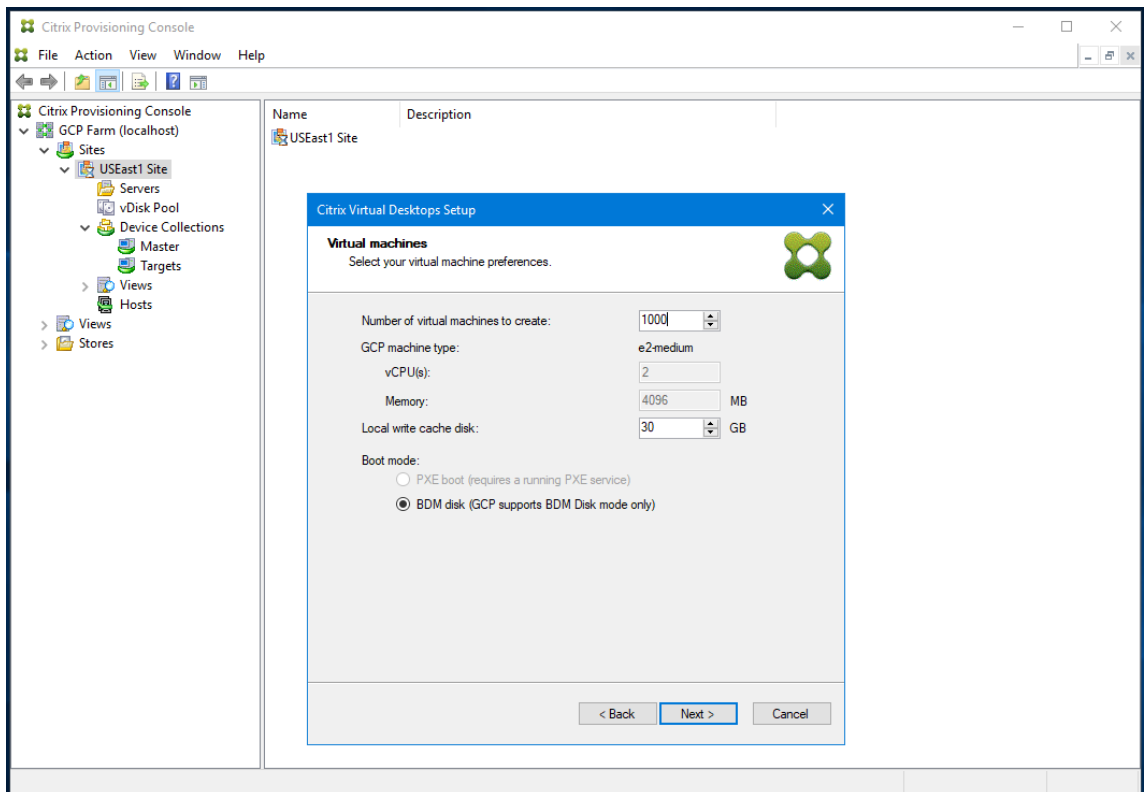 Citrix Provisioning Console
File Action View Window Help
Citrix Provisioning Console
GCP Farm (localhost)
Sites
USEast1 Site
Servers
vDisk Pool
Device Collections
Master
Targets
Views
Hosts
Views
Stores
Name Description
USEast1 Site
Citrix Virtual Desktops Setup
Virtual machines
Select your virtual machine preferences.
Number of virtual machines to create: 1000
GCP machine type: e2-medium
vCPU(s): 2
Memory: 4096 MB
Local write cache disk: 30 GB
Boot mode:
PXE boot (requires a running PXE service)
BDM disk (GCP supports BDM Disk mode only)
< Back Next > Cancel